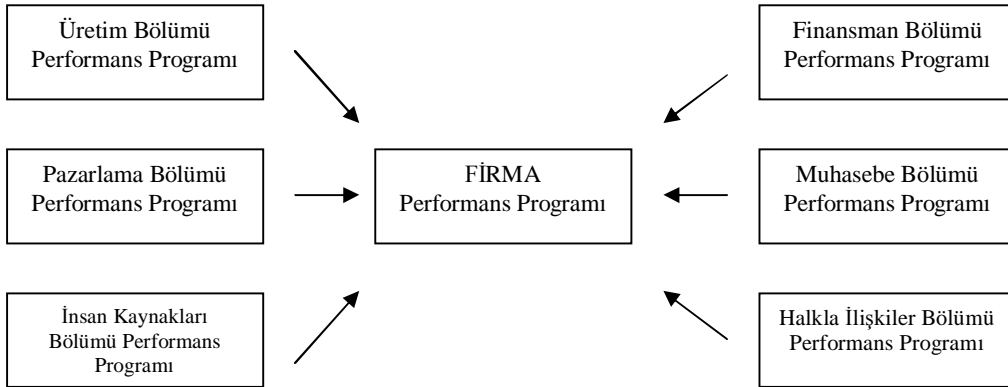 Üretim Bölümü
Performans Programı
Finansman Bölümü
Performans Programı
Pazarlama Bölümü
Performans Programı
FİRMA
Performans Programı
Muhasebe Bölümü
Performans Programı
İnsan Kaynakları
Bölümü Performans
Programı
Halkla İlişkiler Bölümü
Performans Programı